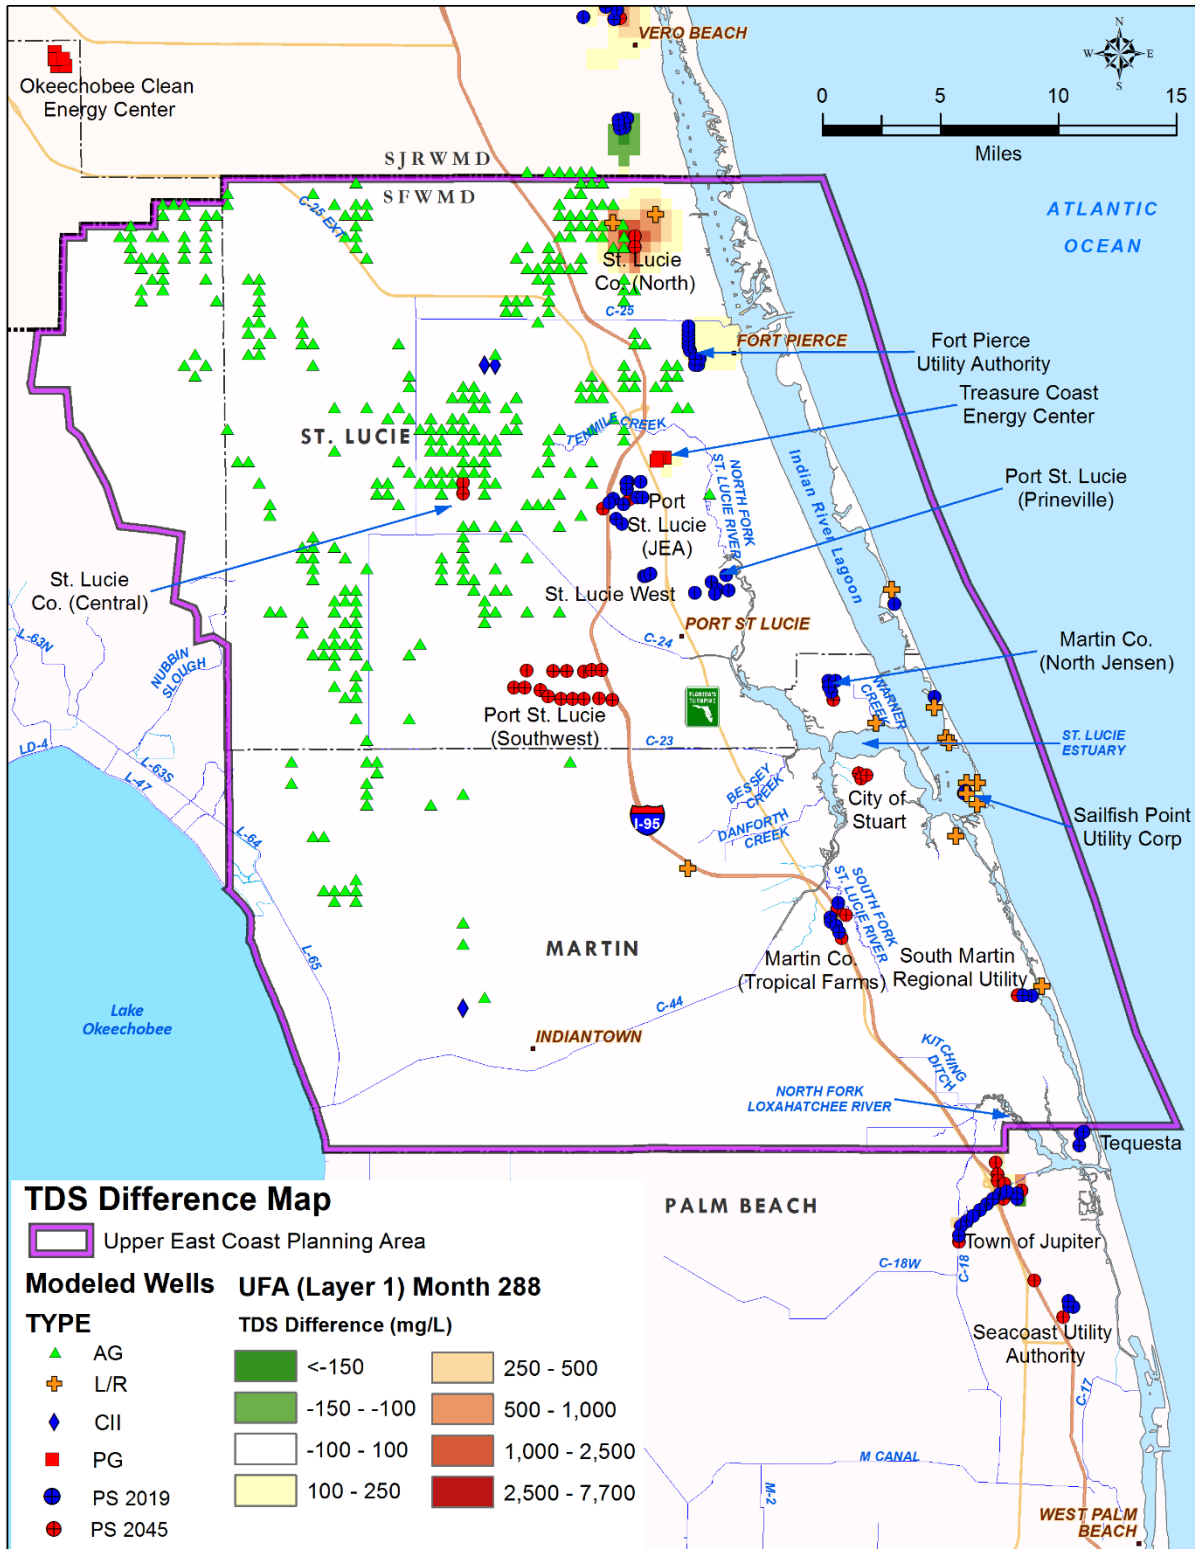 VERO BEACH
N
W
E
S
Okeechobee Clean
Energy Center
0
5
10
15
Miles
SJRWMD
SFWMD
C-25 EXT
ATLANTIC
OCEAN
St. Lucie
Co. (North)
C-25
FORT PIERCE
Fort Pierce
Utility Authority
Treasure Coast
Energy Center
ST. LUCIE
TENMILE CREEK
NORTH FORK
ST. LUCIE RIVER
Indian River Lagoon
Port St. Lucie
(Prineville)
Port
St. Lucie
(JEA)
St. Lucie
Co. (Central)
St. Lucie West
PORT ST LUCIE
C-24
L-63N
NUBBIN
SLOUGH
Martin Co.
(North Jensen)
WARNER
CREEK
FLORIDA'S
TURNPIKE
Port St. Lucie
(Southwest)
C-23
LD-4
L-63S
L-47
ST. LUCIE
ESTUARY
BESSEY
CREEK
DANFORTH
CREEK
City of
Stuart
I-95
Sailfish Point
Utility Corp
L-64
SOUTH FORK
ST. LUCIE RIVER
MARTIN
L-65
Martin Co.
(Tropical Farms)
South Martin
Regional Utility
C-44
Lake
Okeechobee
INDIANTOWN
KITCHING
DITCH
NORTH FORK
LOXAHATCHEE RIVER
Tequesta
PALM BEACH
Town of Jupiter
C-18W
C-18
Seacoast Utility
Authority
C-17
M CANAL
M-2
WEST PALM
BEACH
TDS Difference Map
Upper East Coast Planning Area
Modeled Wells
TYPE
AG
L/R
CII
PG
PS 2019
PS 2045
UFA (Layer 1) Month 288
TDS Difference (mg/L)
<-150
-150 - -100
-100 - 100
100 - 250
250 - 500
500 - 1,000
1,000 - 2,500
2,500 - 7,700